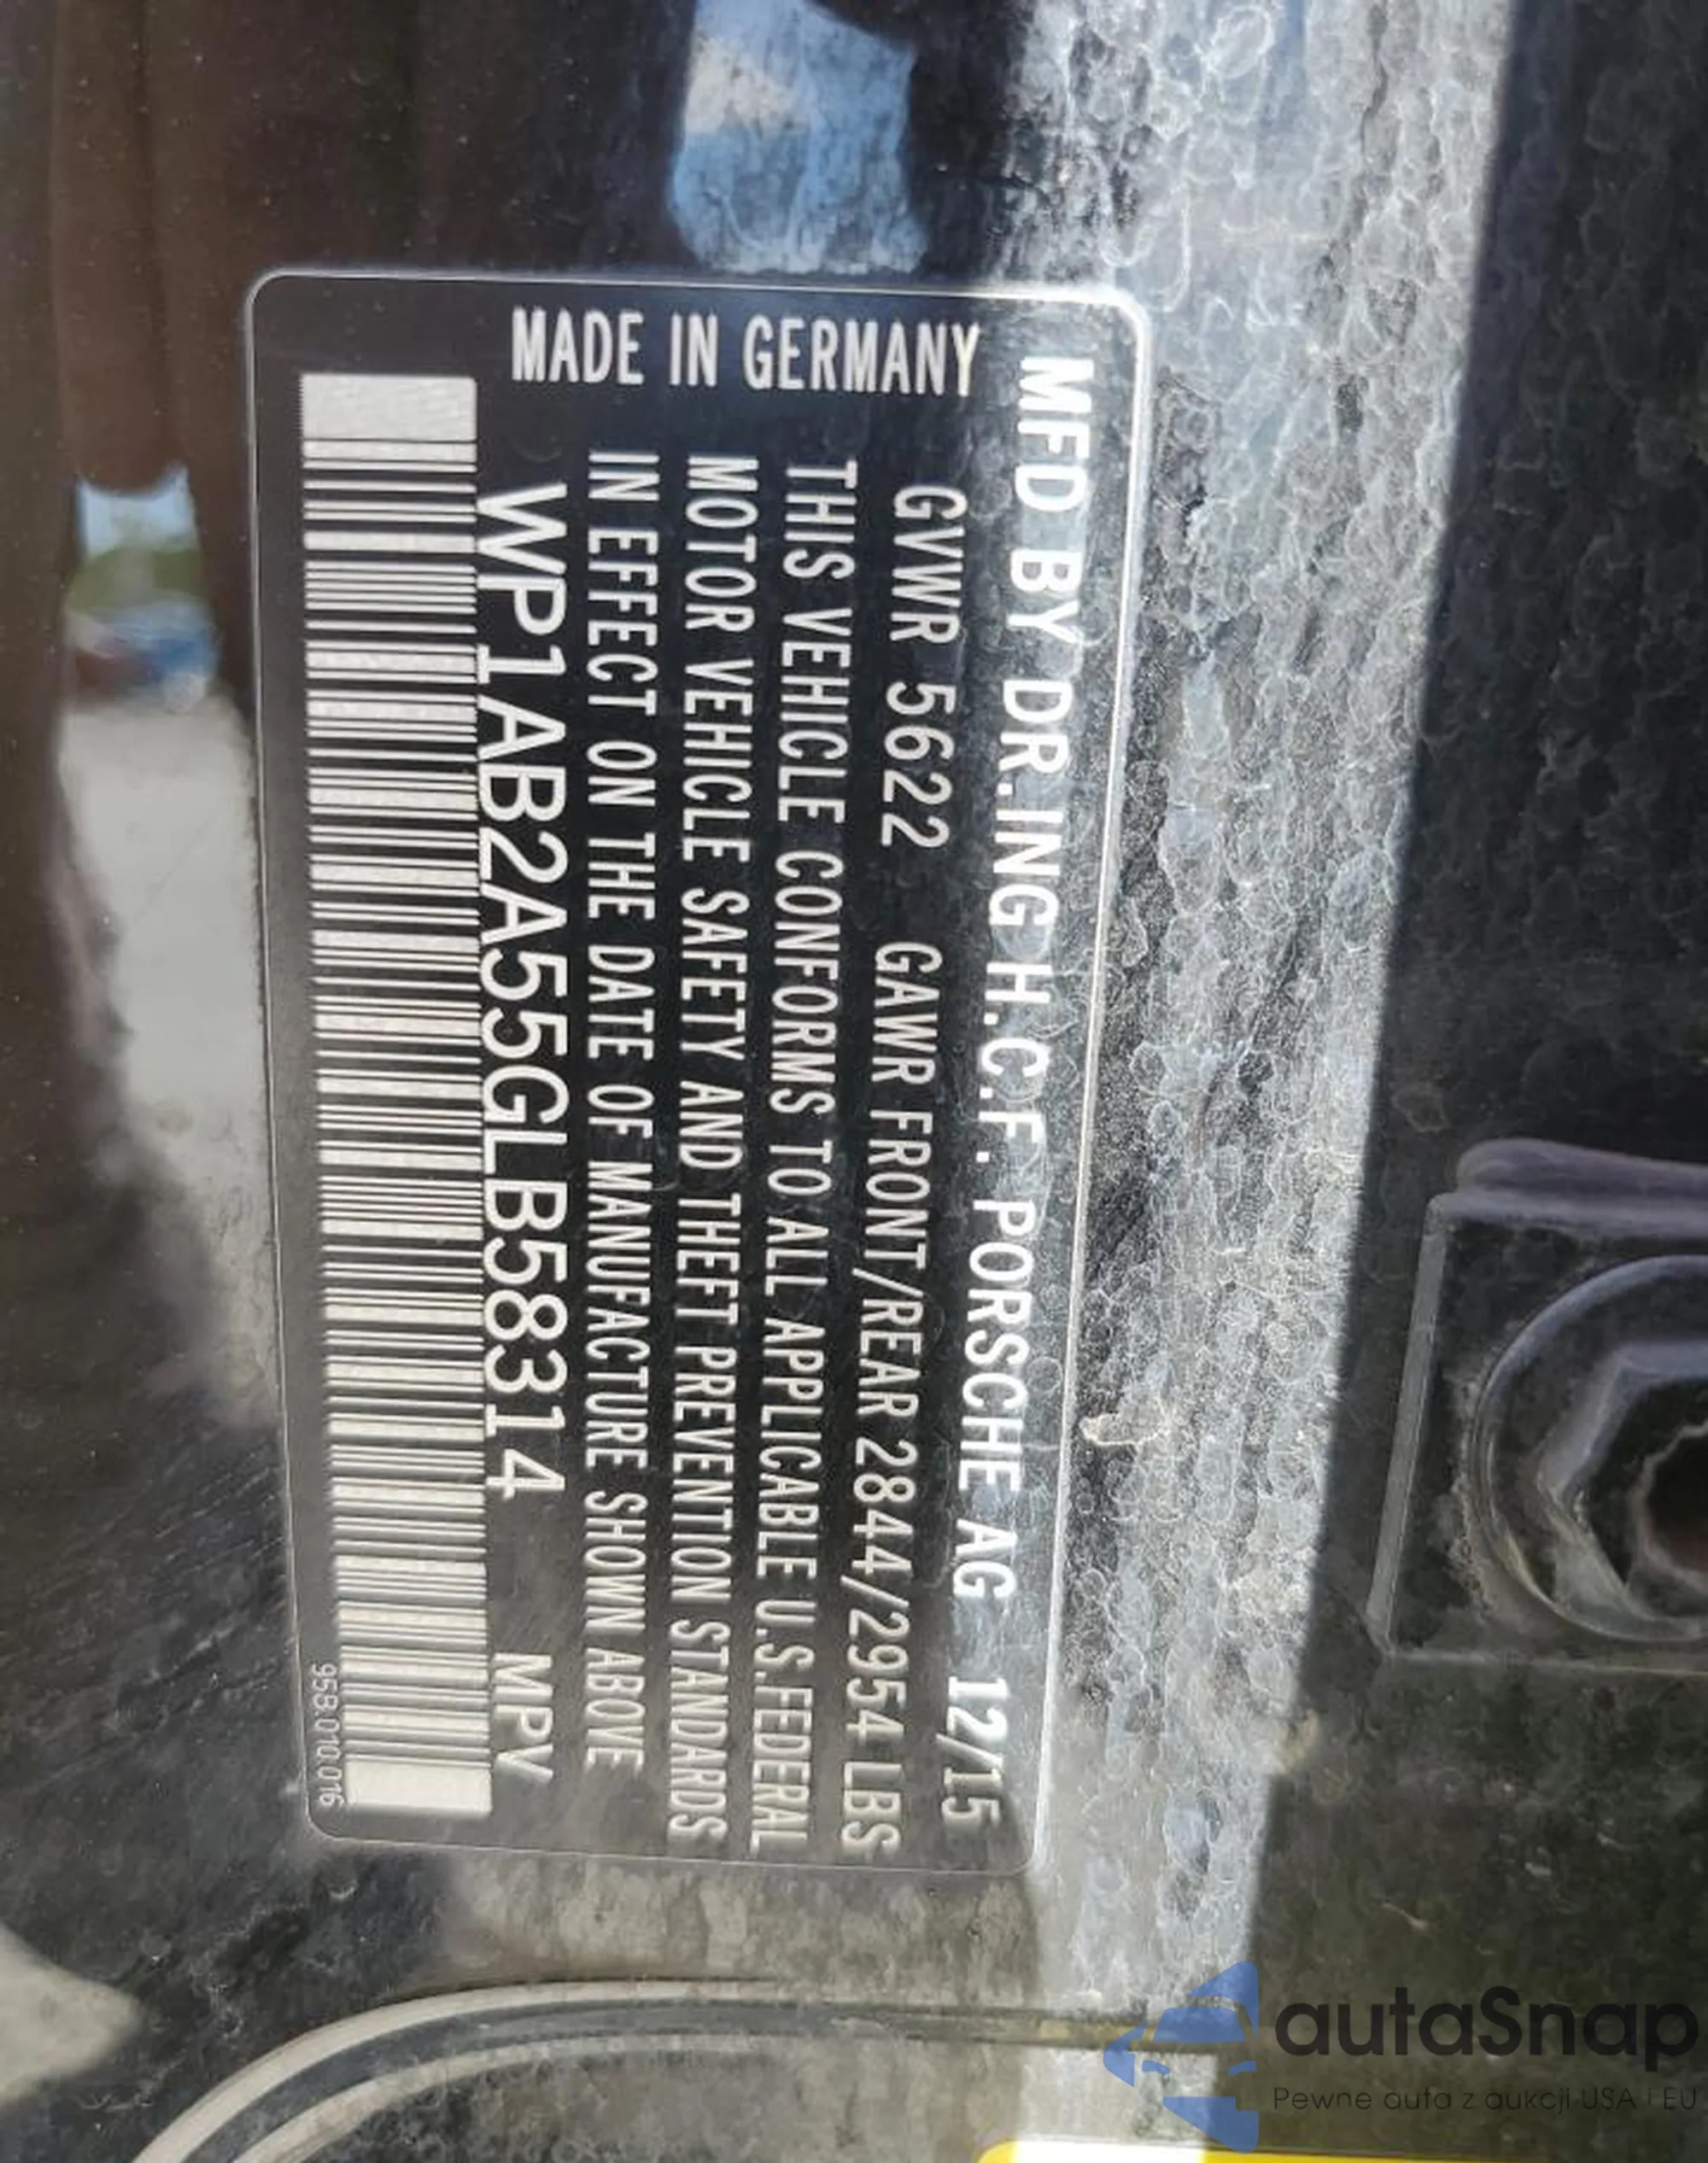 MFD BY DR.ING H.C.F. PORSCHE AG 12/15
GVWR 5622 GAWR FRONT/REAR 2844/2954 LBS
THIS VEHICLE CONFORMS TO ALL APPLICABLE U.S.FEDERAL
MOTOR VEHICLE SAFETY AND THEFT PREVENTION STANDARDS
IN EFFECT ON THE DATE OF MANUFACTURE SHOWN ABOVE
WP1AB2A55GLB58314 MPV
MADE IN GERMANY
958.010.016
autaSnap
Pewne auta z aukcji USA i EU